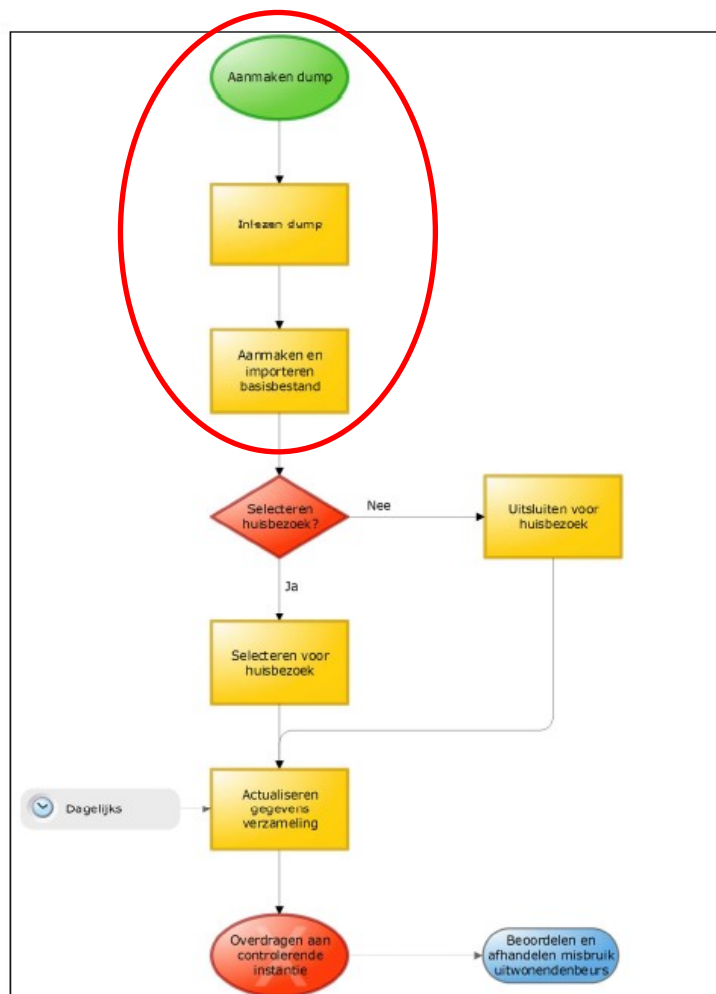 Aanmaken dump
Inlezen dump
Aanmaken en
importeren
basisbestand
Selecteren
huisbezoek?
Nee
Uitsluiten voor
huisbezoek
Ja
Selecteren voor
huisbezoek
Dagelijks
Actualiseren
gegevens
verzameling
Overdragen aan
controlerende
instantie
Beoordelen en
afhandelen misbruik
uitwonendenbeurs